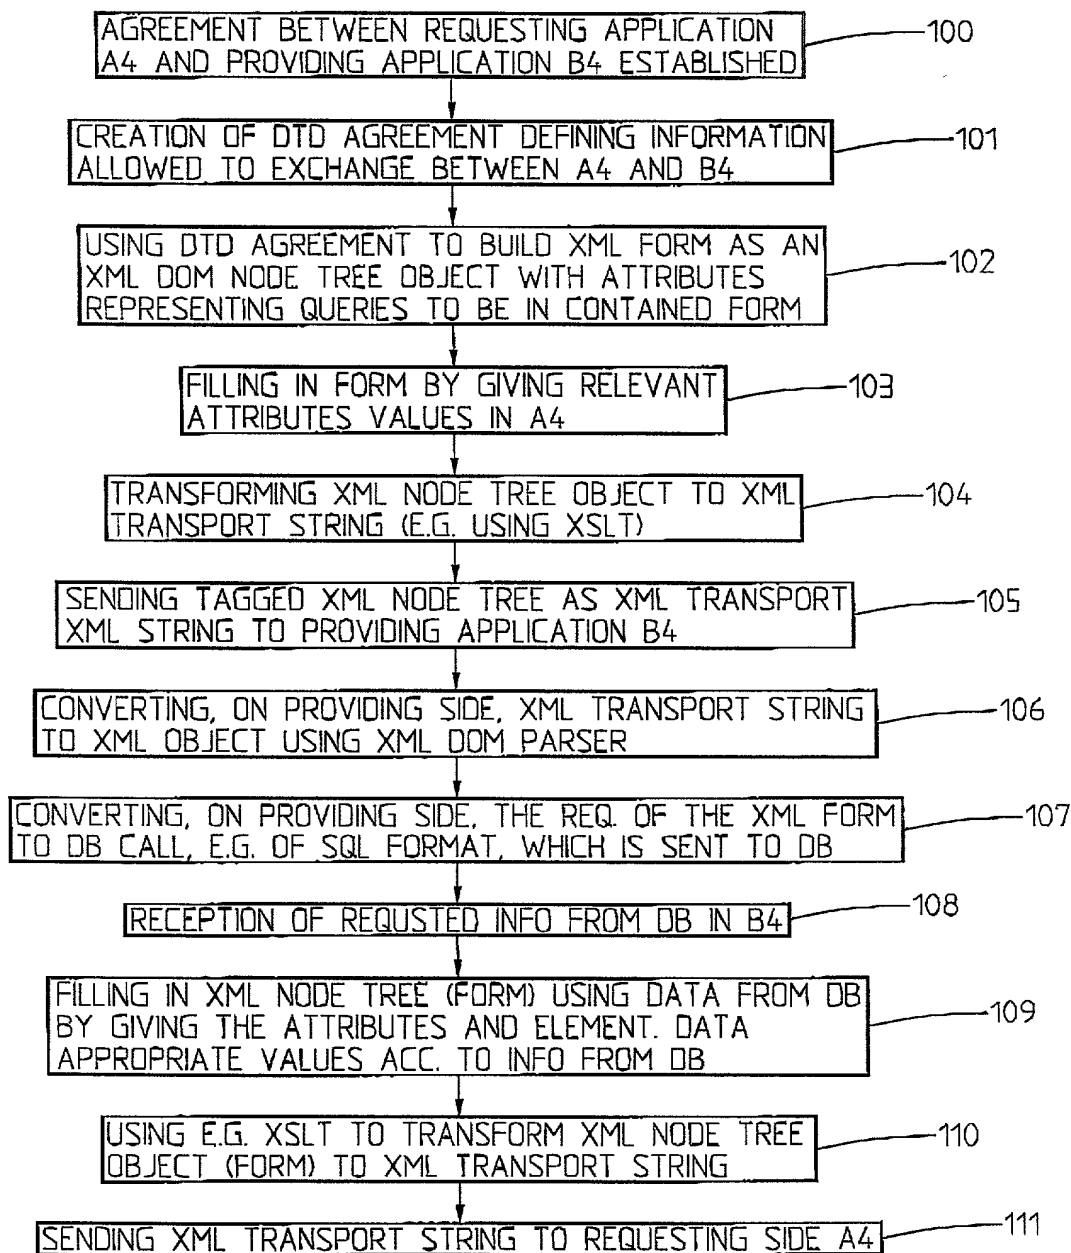 AGREEMENT BETWEEN REQUESTING APPLICATION 100
A4 AND PROVIDING APPLICATION B4 ESTABLISHED
CREATION OF DTD AGREEMENT DEFINING INFORMATION 101
ALLOWED TO EXCHANGE BETWEEN A4 AND B4
USING DTD AGREEMENT TO BUILD XML FORM AS AN
XML DOM NODE TREE OBJECT WITH ATTRIBUTES 102
REPRESENTING QUERIES TO BE IN CONTAINED FORM
FILLING IN FORM BY GIVING RELEVANT 103
ATTRIBUTES VALUES IN A4
TRANSFORMING XML NODE TREE OBJECT TO XML 104
TRANSPORT STRING (E.G. USING XSLT)
SENDING TAGGED XML NODE TREE AS XML TRANSPORT 105
XML STRING TO PROVIDING APPLICATION B4
CONVERTING, ON PROVIDING SIDE, XML TRANSPORT STRING 106
TO XML OBJECT USING XML DOM PARSER
CONVERTING, ON PROVIDING SIDE, THE REQ. OF THE XML FORM 107
TO DB CALL, E.G. OF SQL FORMAT, WHICH IS SENT TO DB
RECEPTION OF REQUSTED INFO FROM DB IN B4 108
FILLING IN XML NODE TREE (FORM) USING DATA FROM DB
BY GIVING THE ATTRIBUTES AND ELEMENT. DATA 109
APPROPRIATE VALUES ACC. TO INFO FROM DB
USING E.G. XSLT TO TRANSFORM XML NODE TREE 110
OBJECT (FORM) TO XML TRANSPORT STRING
SENDING XML TRANSPORT STRING TO REQUESTING SIDE A4 111